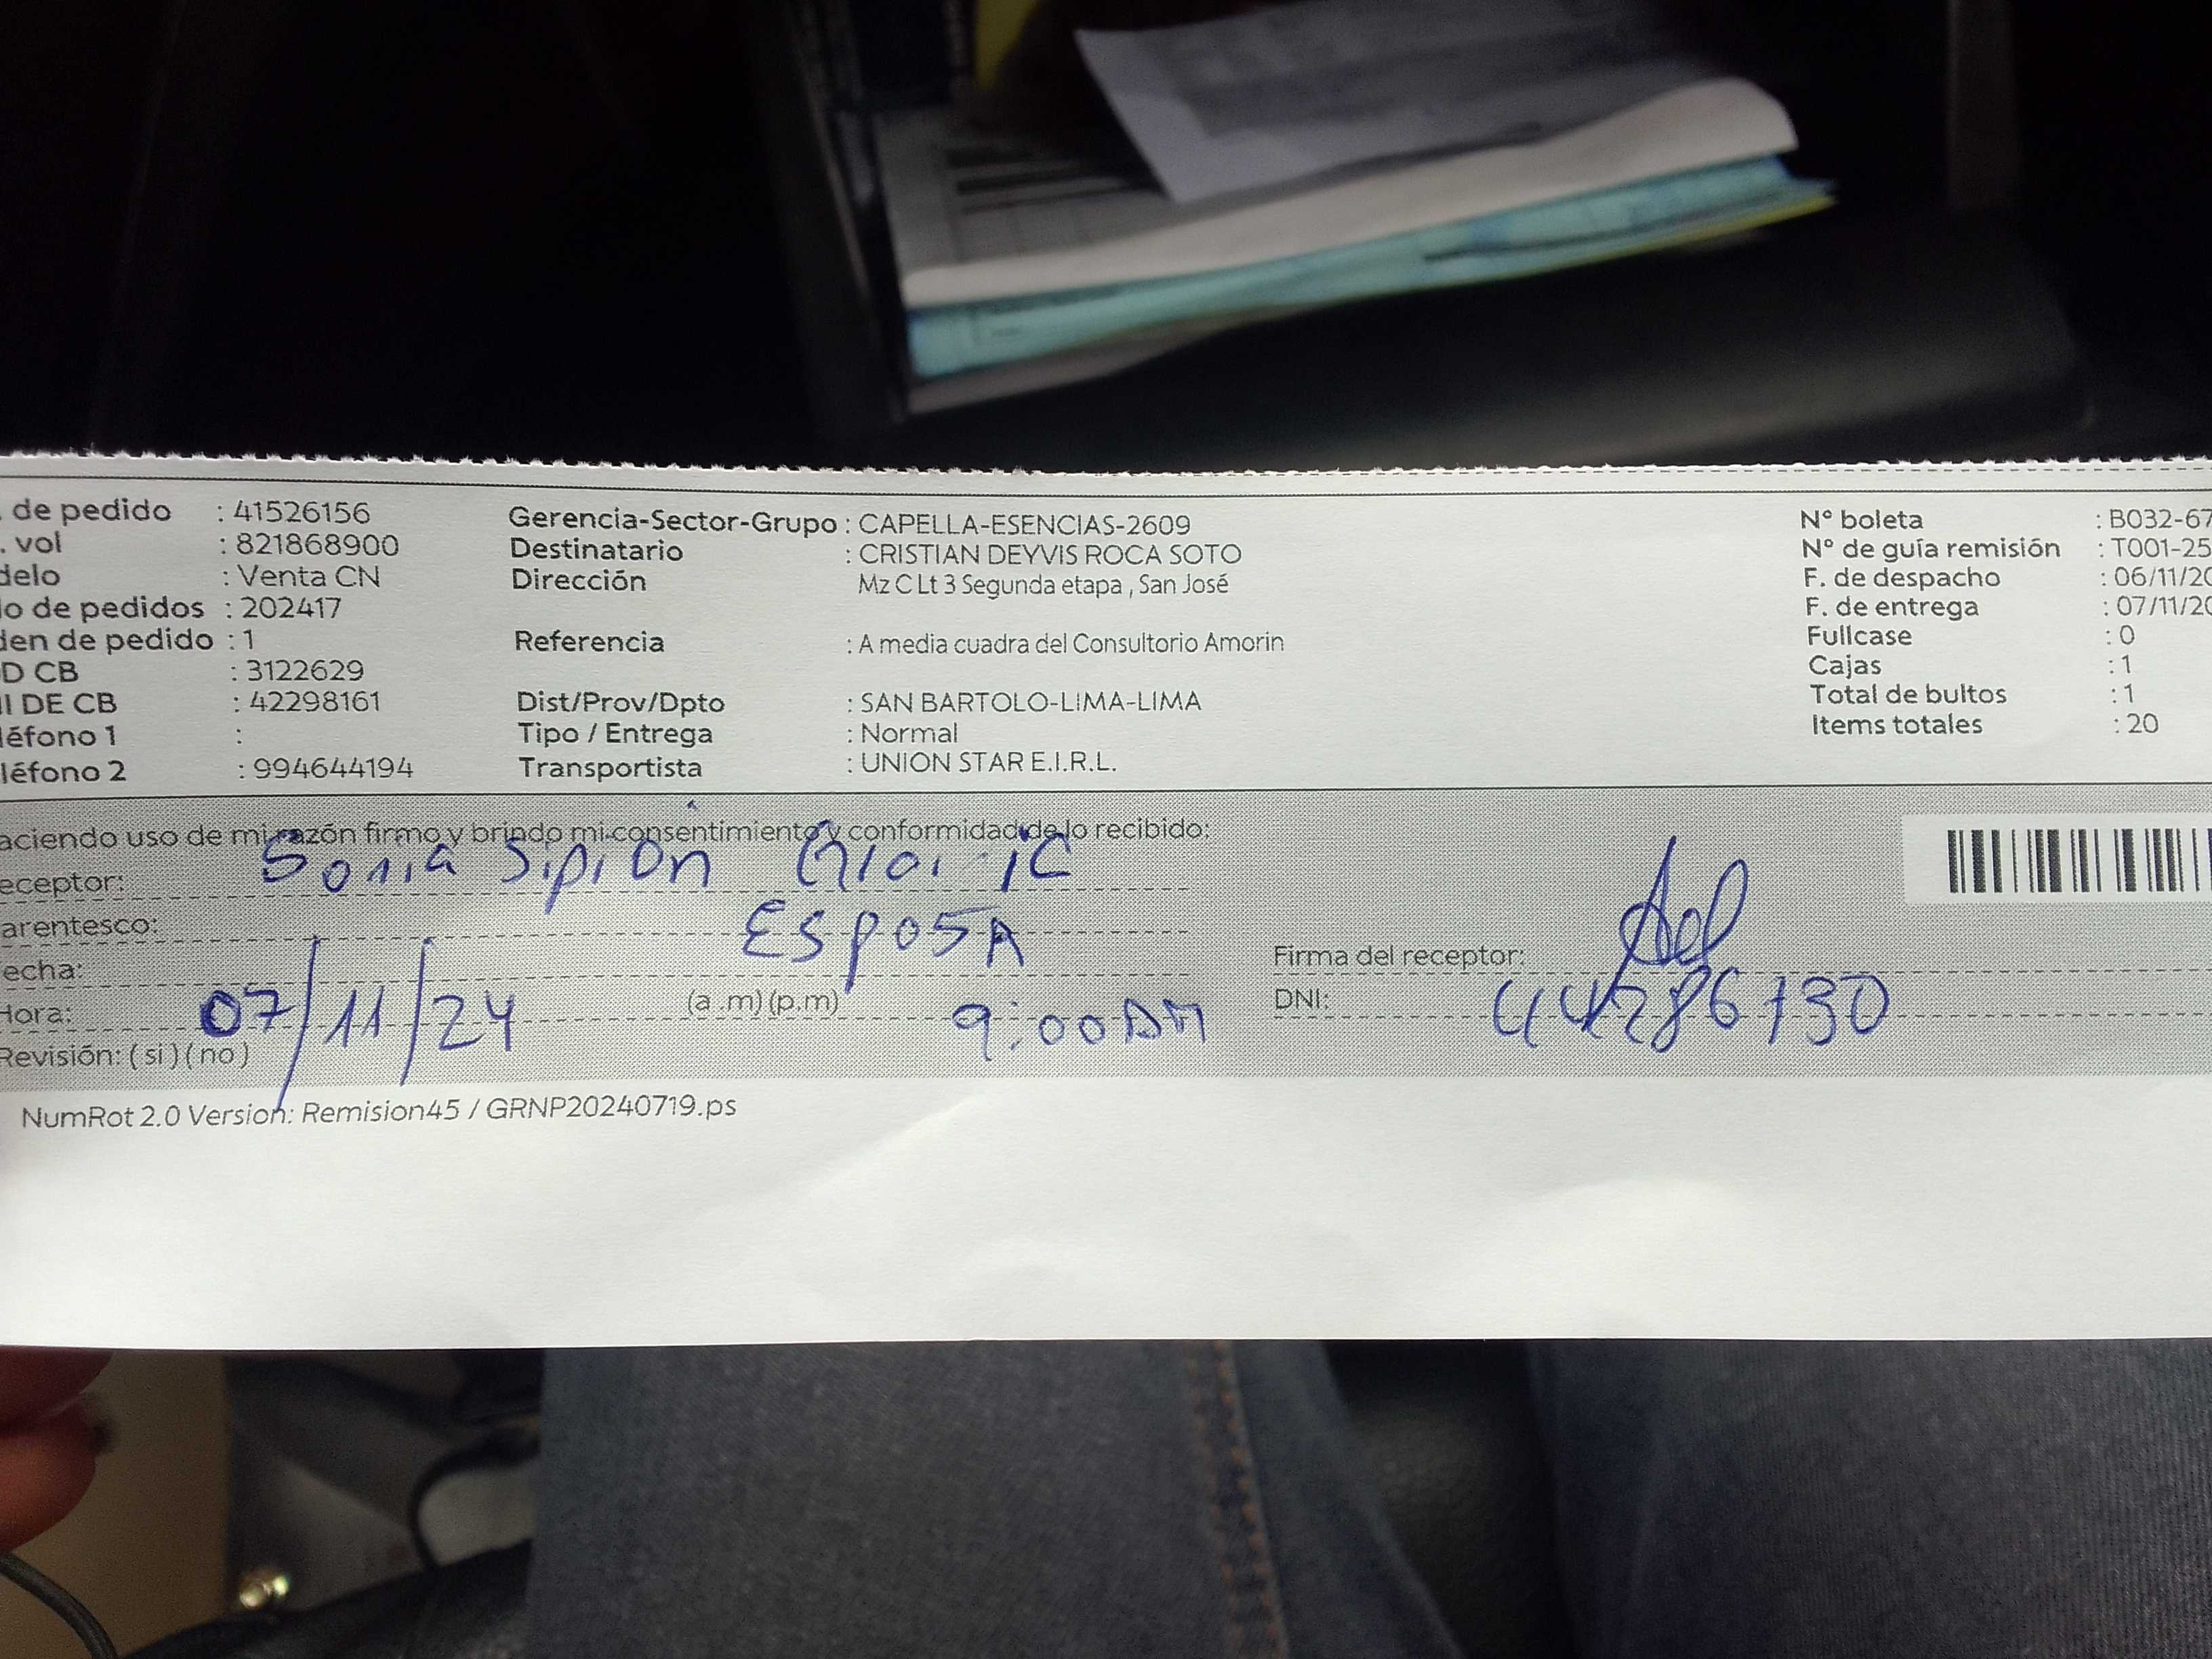 . de pedido : 41526156
. vol : 821868900
delo : Venta CN
o de pedidos : 202417
den de pedido : 1
D CB : 3122629
I DE CB : 42298161
léfono 1 :
léfono 2 : 994644194
Gerencia-Sector-Grupo : CAPELLA-ESENCIAS-2609
Destinatario : CRISTIAN DEYVIS ROCA SOTO
Dirección Mz C Lt 3 Segunda etapa , San José
Referencia : A media cuadra del Consultorio Amorin
Dist/Prov/Dpto : SAN BARTOLO-LIMA-LIMA
Tipo / Entrega : Normal
Transportista : UNION STAR E.I.R.L.
Nº boleta : B032-67
Nº de guía remisión : T001-25
F. de despacho : 06/11/20
F. de entrega : 07/11/20
Fullcase : 0
Cajas : 1
Total de bultos : 1
Items totales : 20
aciendo uso de mi razón firmo y brindo mi consentimiento y conformidad de lo recibido:
eceptor: Sonia Sipion
arentesco: ESPOSA
echa: 07/11/24
Hora: (a .m) (p.m) 9:00AM
Revisión: ( si ) ( no )
Firma del receptor:
DNI: 44286730
NumRot 2.0 Version: Remision45 / GRNP20240719.ps